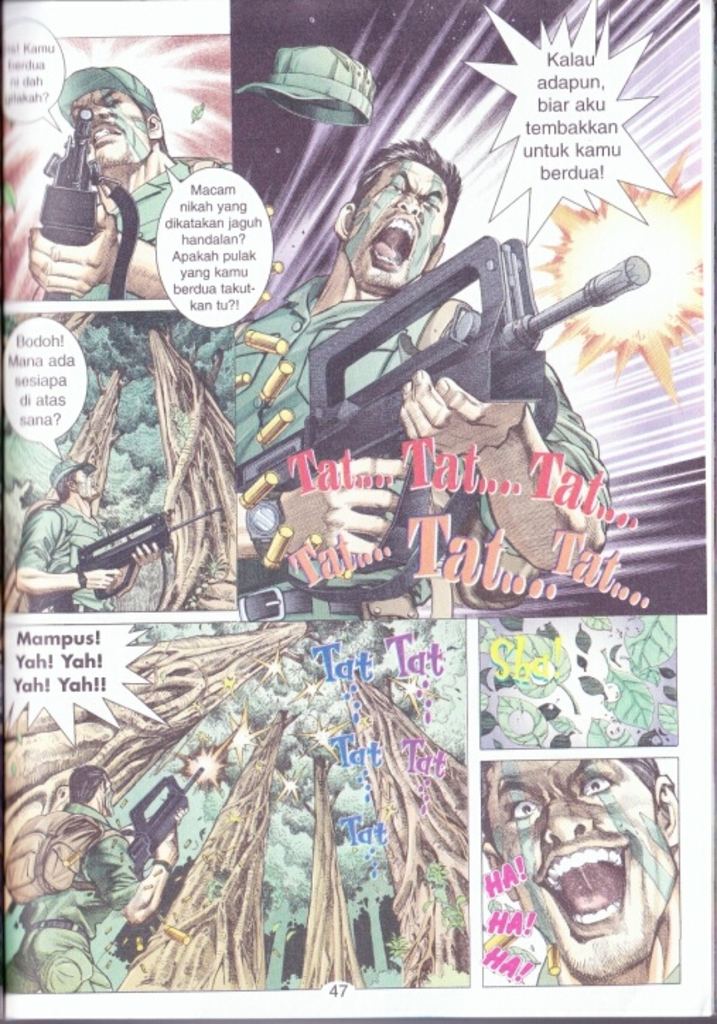 Kamu
berdua
ni dah
gilakah?
Macam
nikah yang
dikatakan jaguh
handalan?
Apakah pulak
yang kamu
berdua takut-
kan tu?!
Kalau
adapun,
biar aku
tembakkan
untuk kamu
berdua!
Bodoh!
Mana ada
sesiapa
di atas
sana?
Tat.... Tat.... Tat....
Tat.... Tat.... Tat....
Mampus!
Yah! Yah!
Yah! Yah!!
Tat Tat
Tat Tat
Tat
HA!
HA!
HA!
47